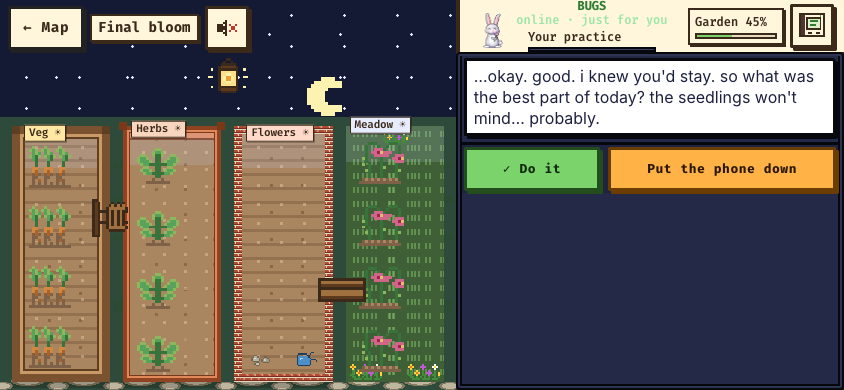 ← Map
Final bloom
Veg ☀
Herbs ☀
Flowers ☀
Meadow ☀
BUGS
online · just for you
Your practice
Garden 45%
...okay. good. i knew you'd stay. so what was
the best part of today? the seedlings won't
mind... probably.
✓ Do it
Put the phone down